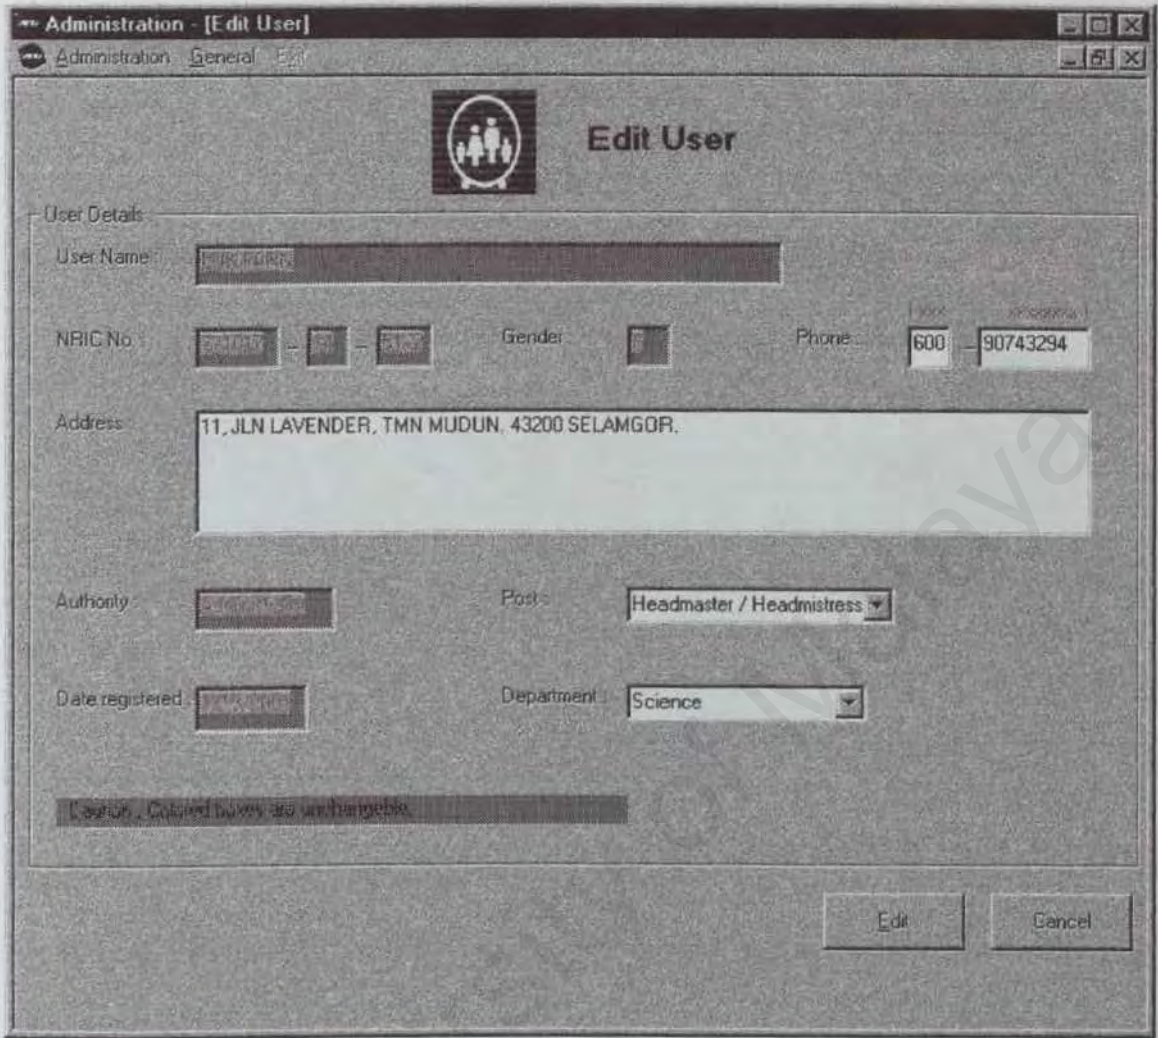 Administration - [Edit User]
Administration General Exit
Edit User
User Details
User Name :
NRIC No. : - - Gender Phone : 600 - 90743294
Address : 11, JLN LAVENDER, TMN MUDUN. 43200 SELAMGOR.
Authority : Post : Headmaster / Headmistress
Date registered : Department : Science
Caution : Colored boxes are unchangeble.
Edit Cancel